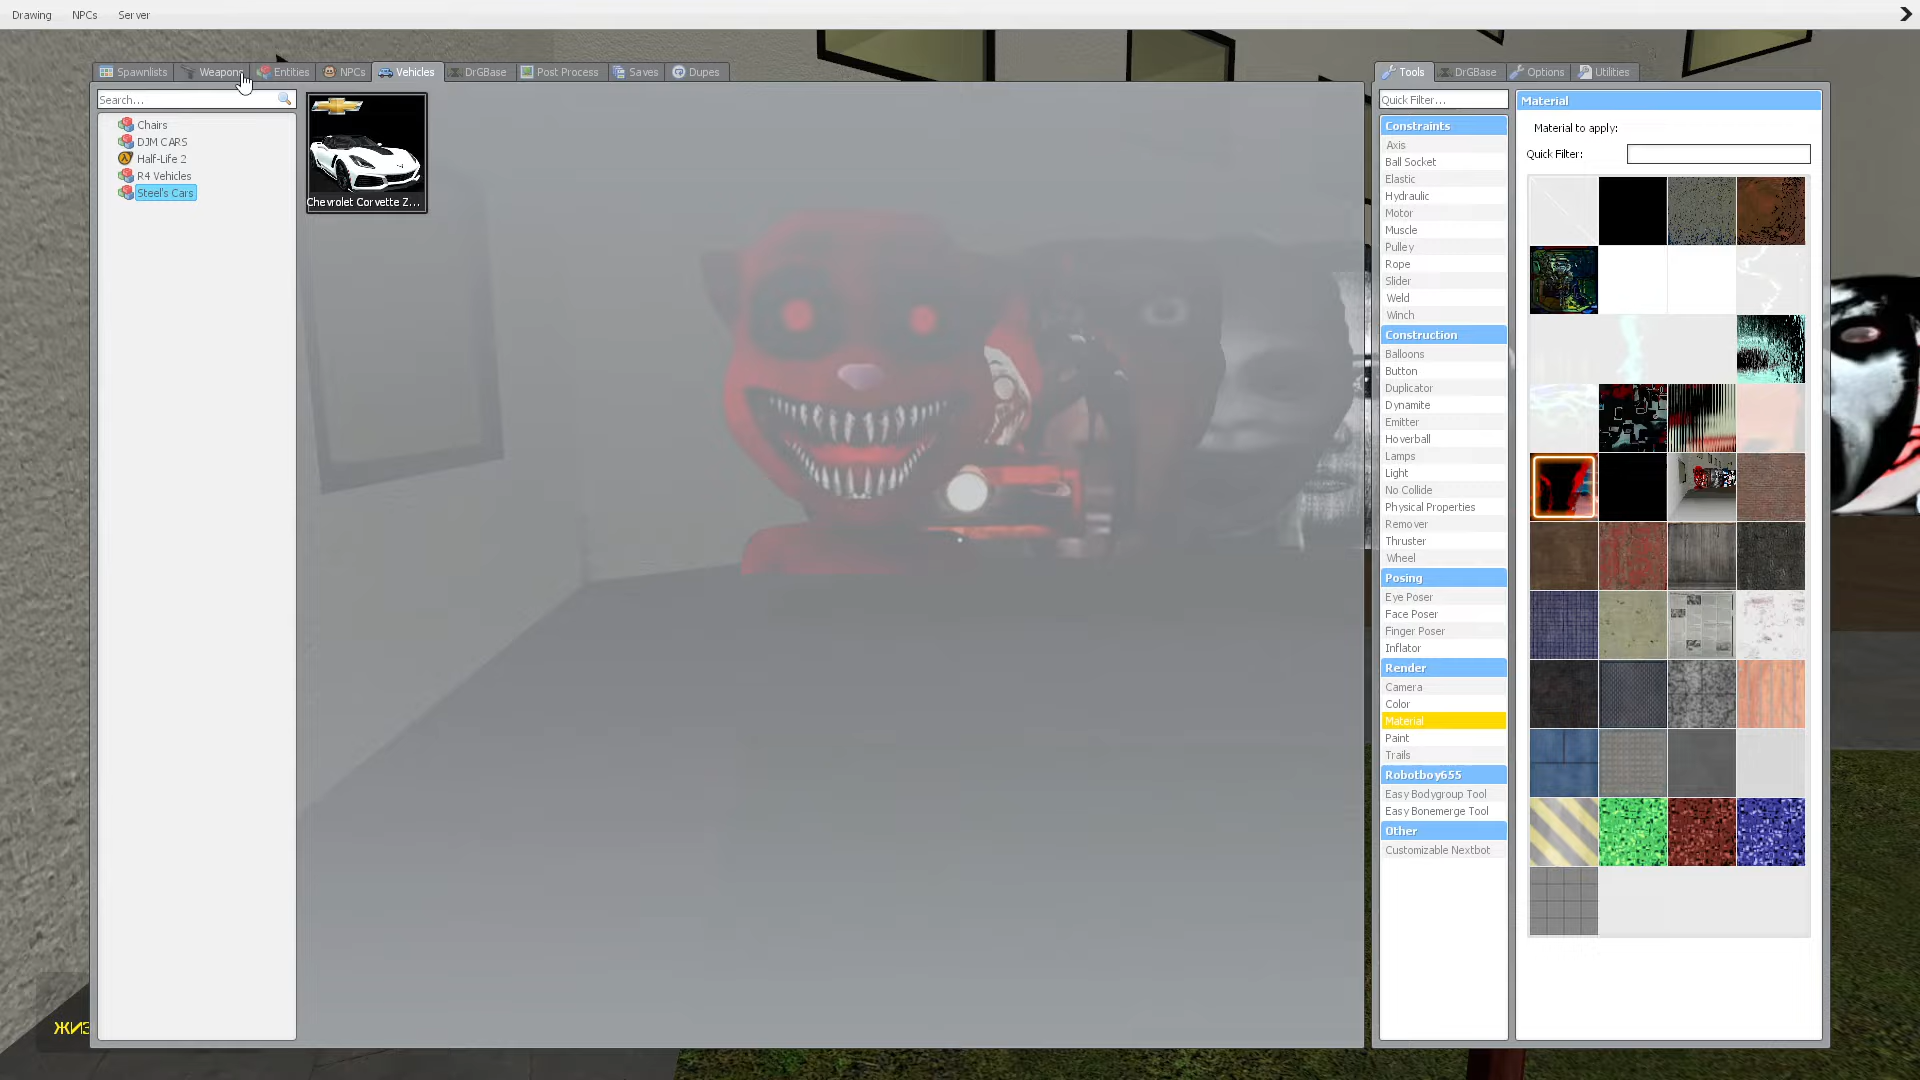 Drawing NPCs Server
Spawnlists Weapons Entities NPCs Vehicles DrGBase Post Process Saves Dupes
Search...
Chairs
DJM CARS
Half-Life 2
R4 Vehicles
Steel's Cars
Chevrolet Corvette Z...
Tools DrGBase Options Utilities
Quick Filter...
Constraints
Axis
Ball Socket
Elastic
Hydraulic
Motor
Muscle
Pulley
Rope
Slider
Weld
Winch
Construction
Balloons
Button
Duplicator
Dynamite
Emitter
Hoverball
Lamps
Light
No Collide
Physical Properties
Remover
Thruster
Wheel
Posing
Eye Poser
Face Poser
Finger Poser
Inflator
Render
Camera
Color
Material
Paint
Trails
Robotboy655
Easy Bodygroup Tool
Easy Bonemerge Tool
Other
Customizable Nextbot
Material
Material to apply:
Quick Filter: